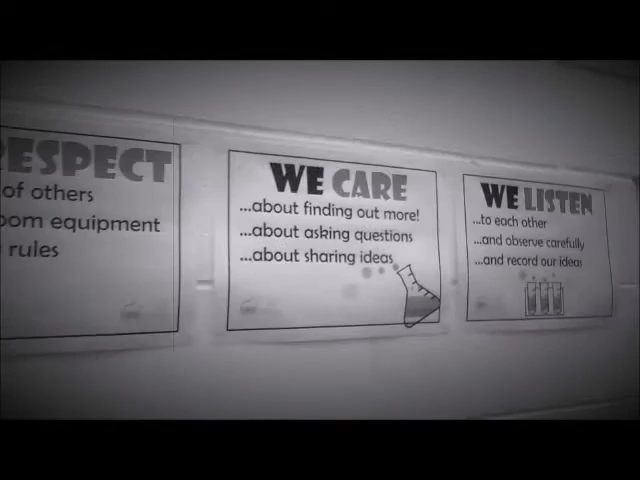 ESPECT
of others
oom equipment
rules
WE CARE
...about finding out more!
...about asking questions
...about sharing ideas
WE LISTEN
...to each other
...and observe carefully
...and record our ideas